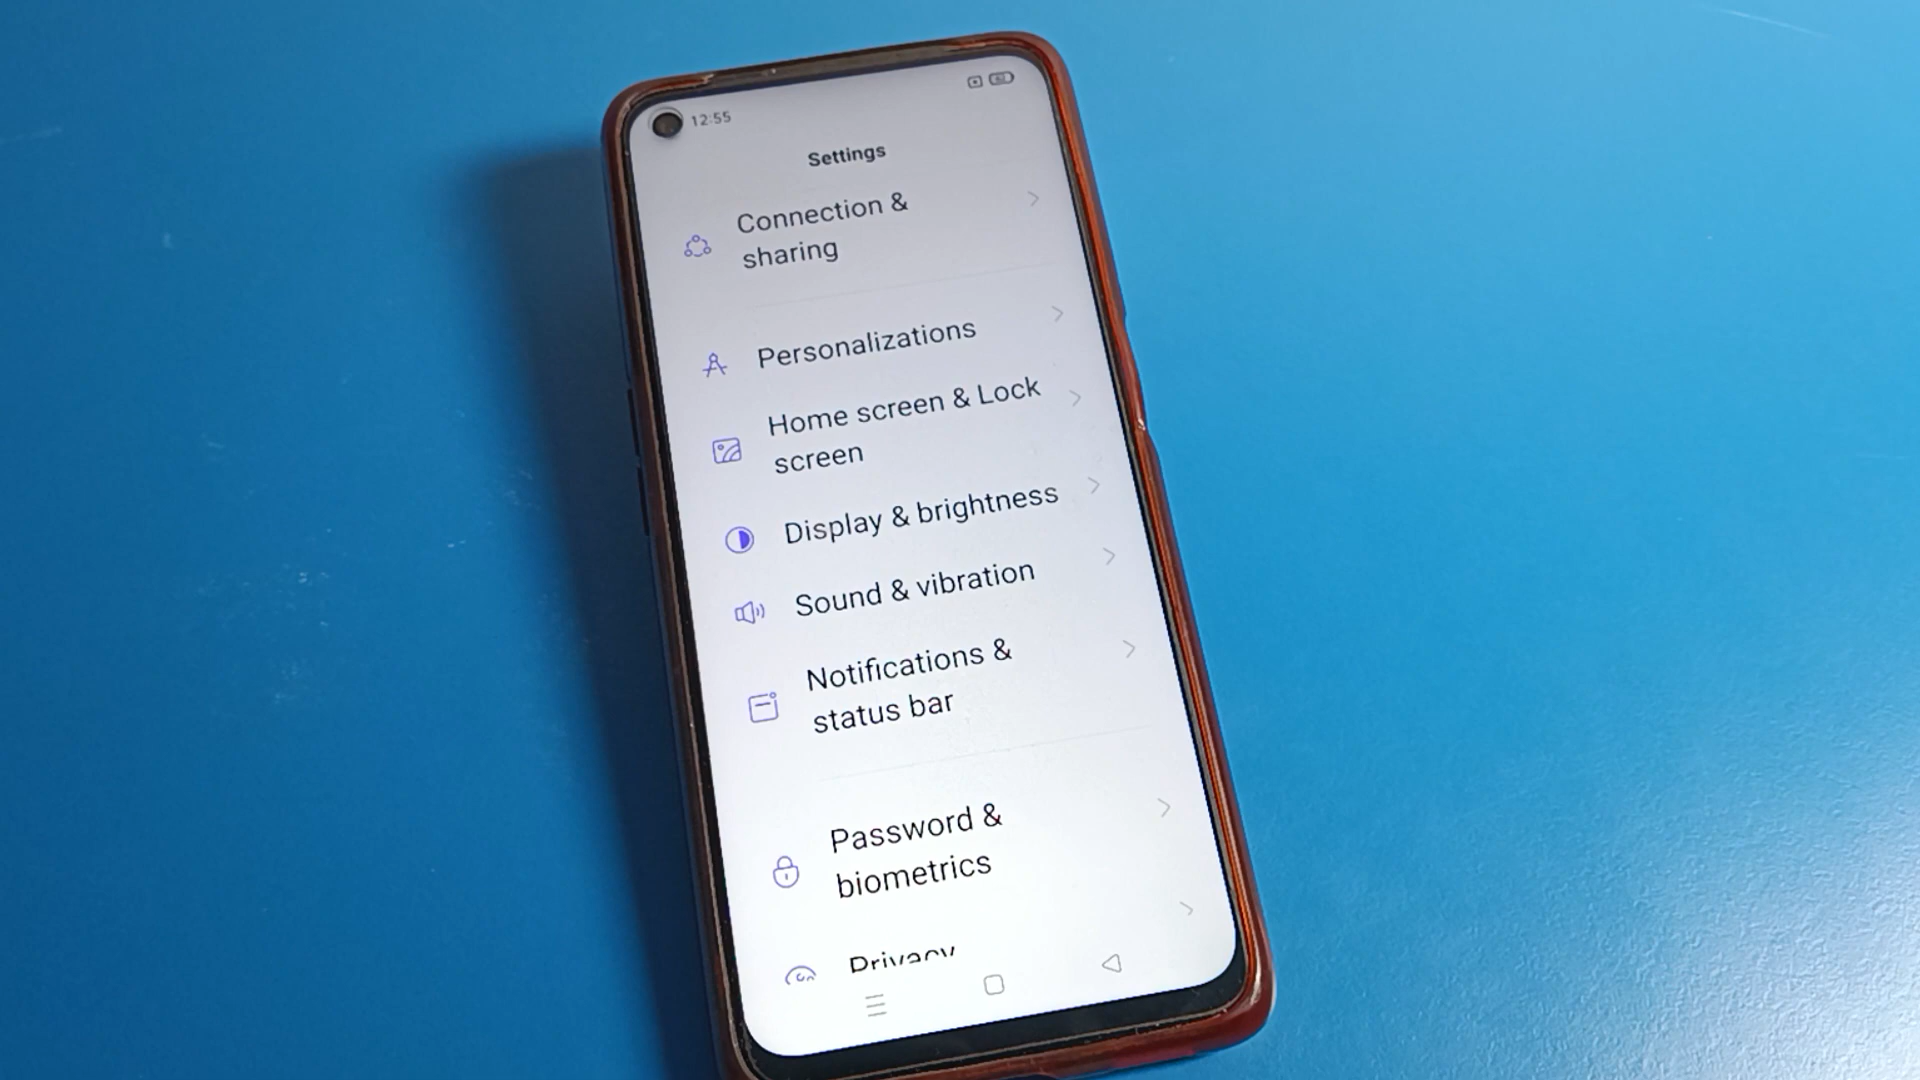 12:55
Settings
Connection &
sharing
Personalizations
Home screen & Lock
screen
Display & brightness
Sound & vibration
Notifications &
status bar
Password &
biometrics
Privacy